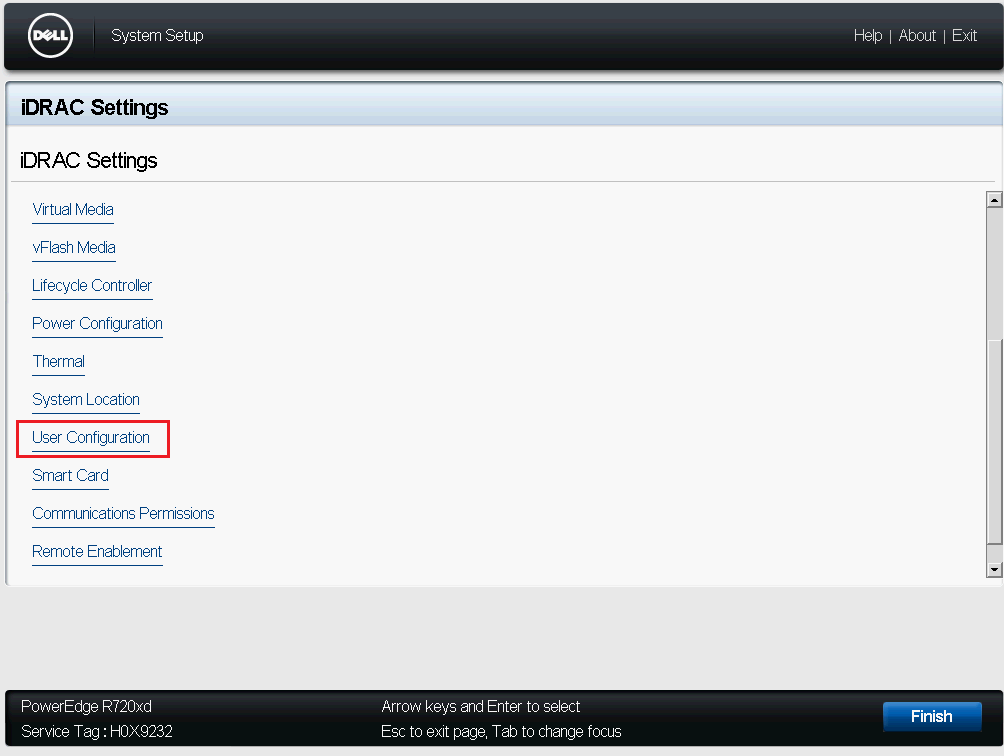 DELL
System Setup
Help | About | Exit
iDRAC Settings
iDRAC Settings
Virtual Media
vFlash Media
Lifecycle Controller
Power Configuration
Thermal
System Location
User Configuration
Smart Card
Communications Permissions
Remote Enablement
PowerEdge R720xd
Service Tag : H0X9232
Arrow keys and Enter to select
Esc to exit page, Tab to change focus
Finish